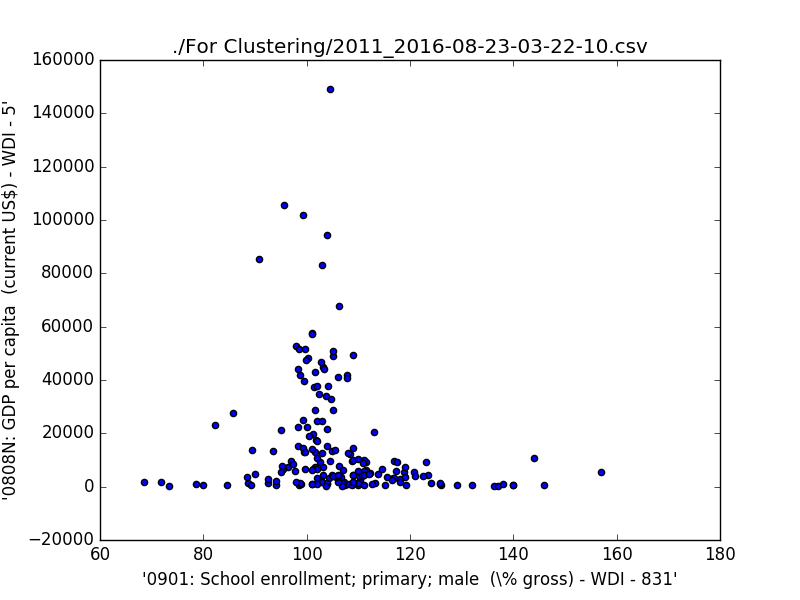 ./For Clustering/2011_2016-08-23-03-22-10.csv
'0808N: GDP per capita (current US$) - WDI - 5'
160000
140000
120000
100000
80000
60000
40000
20000
0
−20000
60 80 100 120 140 160 180
'0901: School enrollment; primary; male (\% gross) - WDI - 831'